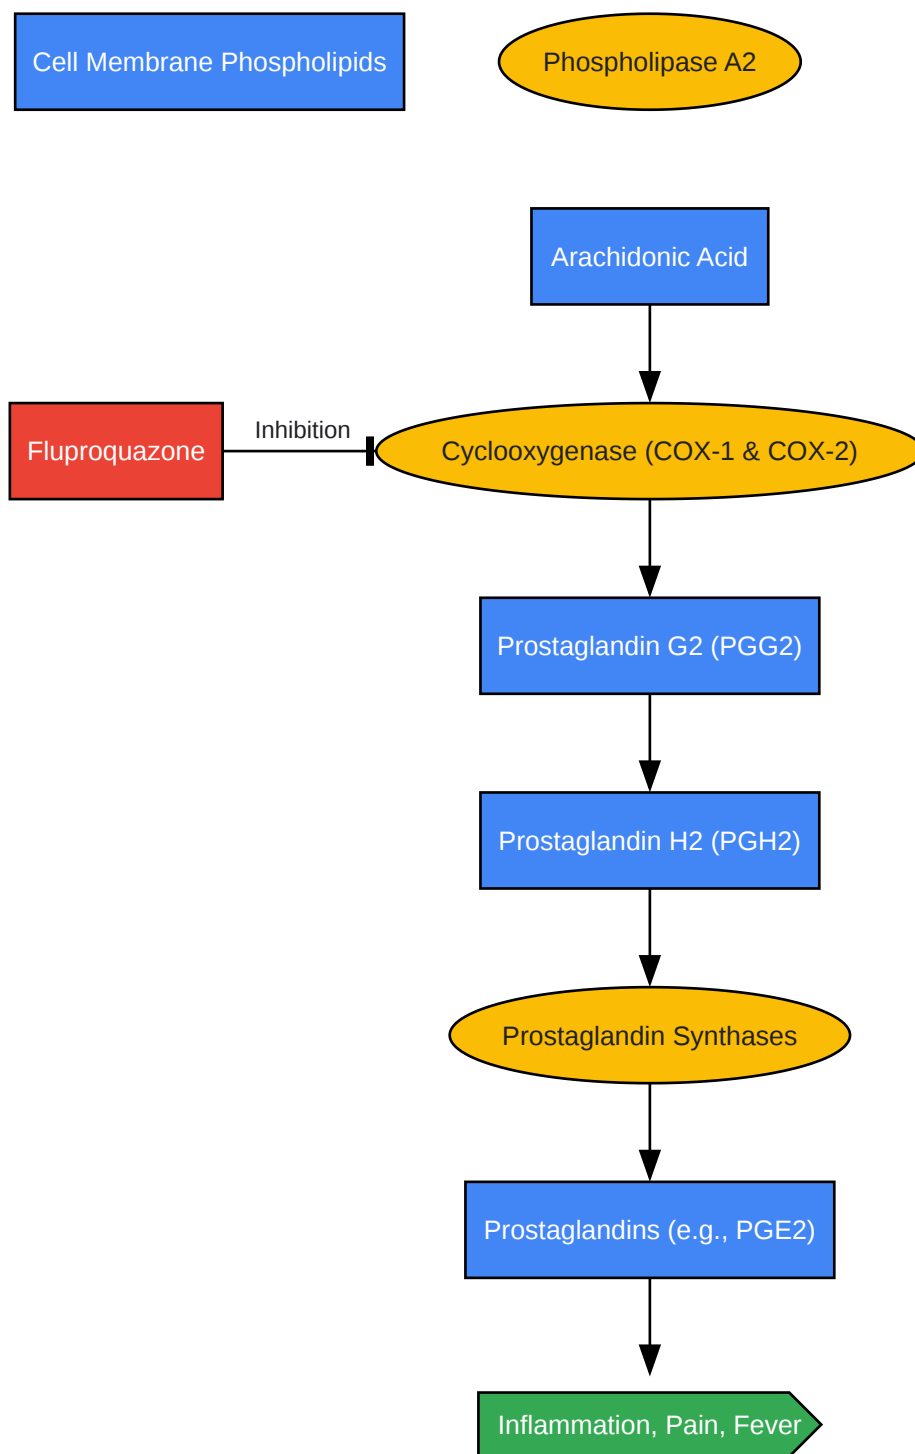 Cell Membrane Phospholipids
Phospholipase A2
Arachidonic Acid
Fluproquazone
Inhibition
Cyclooxygenase (COX-1 & COX-2)
Prostaglandin G2 (PGG2)
Prostaglandin H2 (PGH2)
Prostaglandin Synthases
Prostaglandins (e.g., PGE2)
Inflammation, Pain, Fever